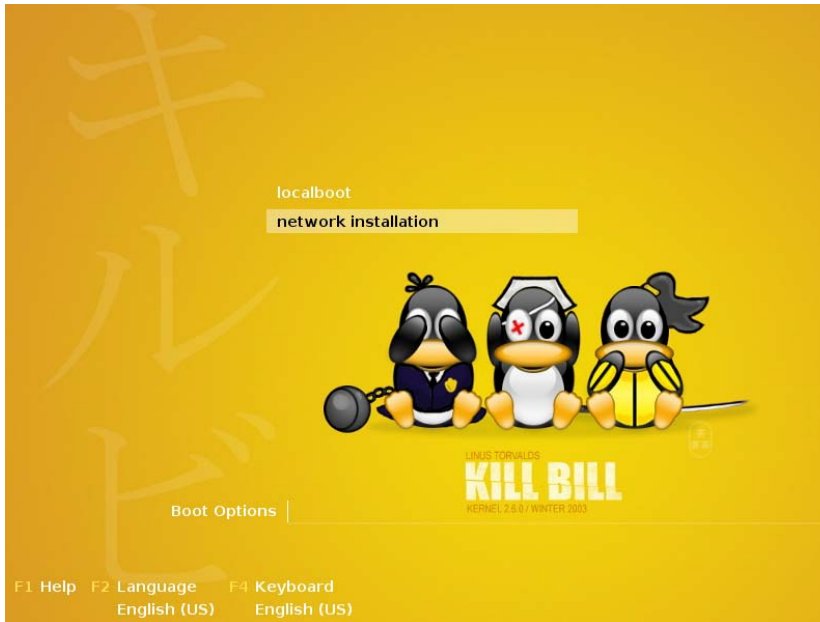 キルビ
localboot
network installation
LINUS TORVALDS
KILL BILL
KERNEL 2.6.0 / WINTER 2003
Boot Options
F1 Help F2 Language F4 Keyboard
English (US) English (US)